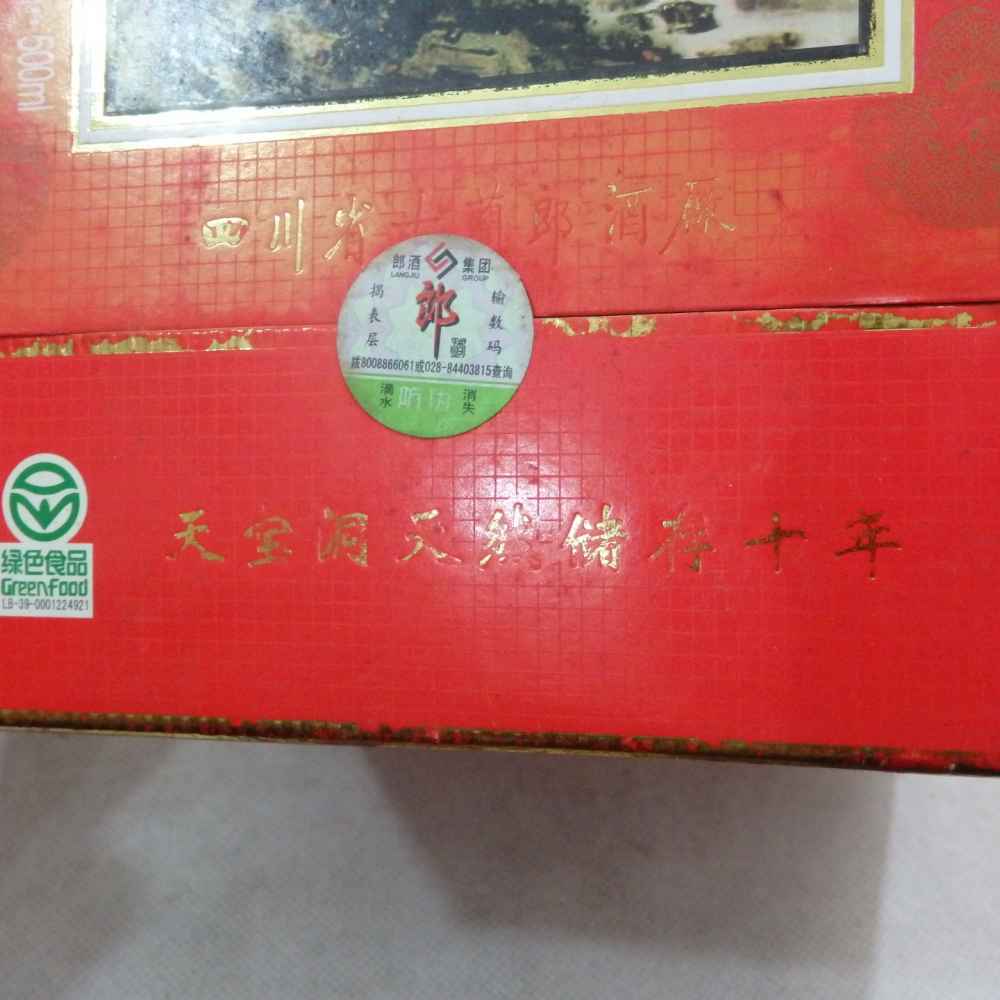 500ml
四川省古蔺郎酒厂
郎酒 集团
LANGJIU GROUP
揭表层 输数码
郎
拨8008866061或028-84403815查询
滴水 消失
绿色食品
Greenfood
LB-39-0001224921
天宝洞天然储存十年